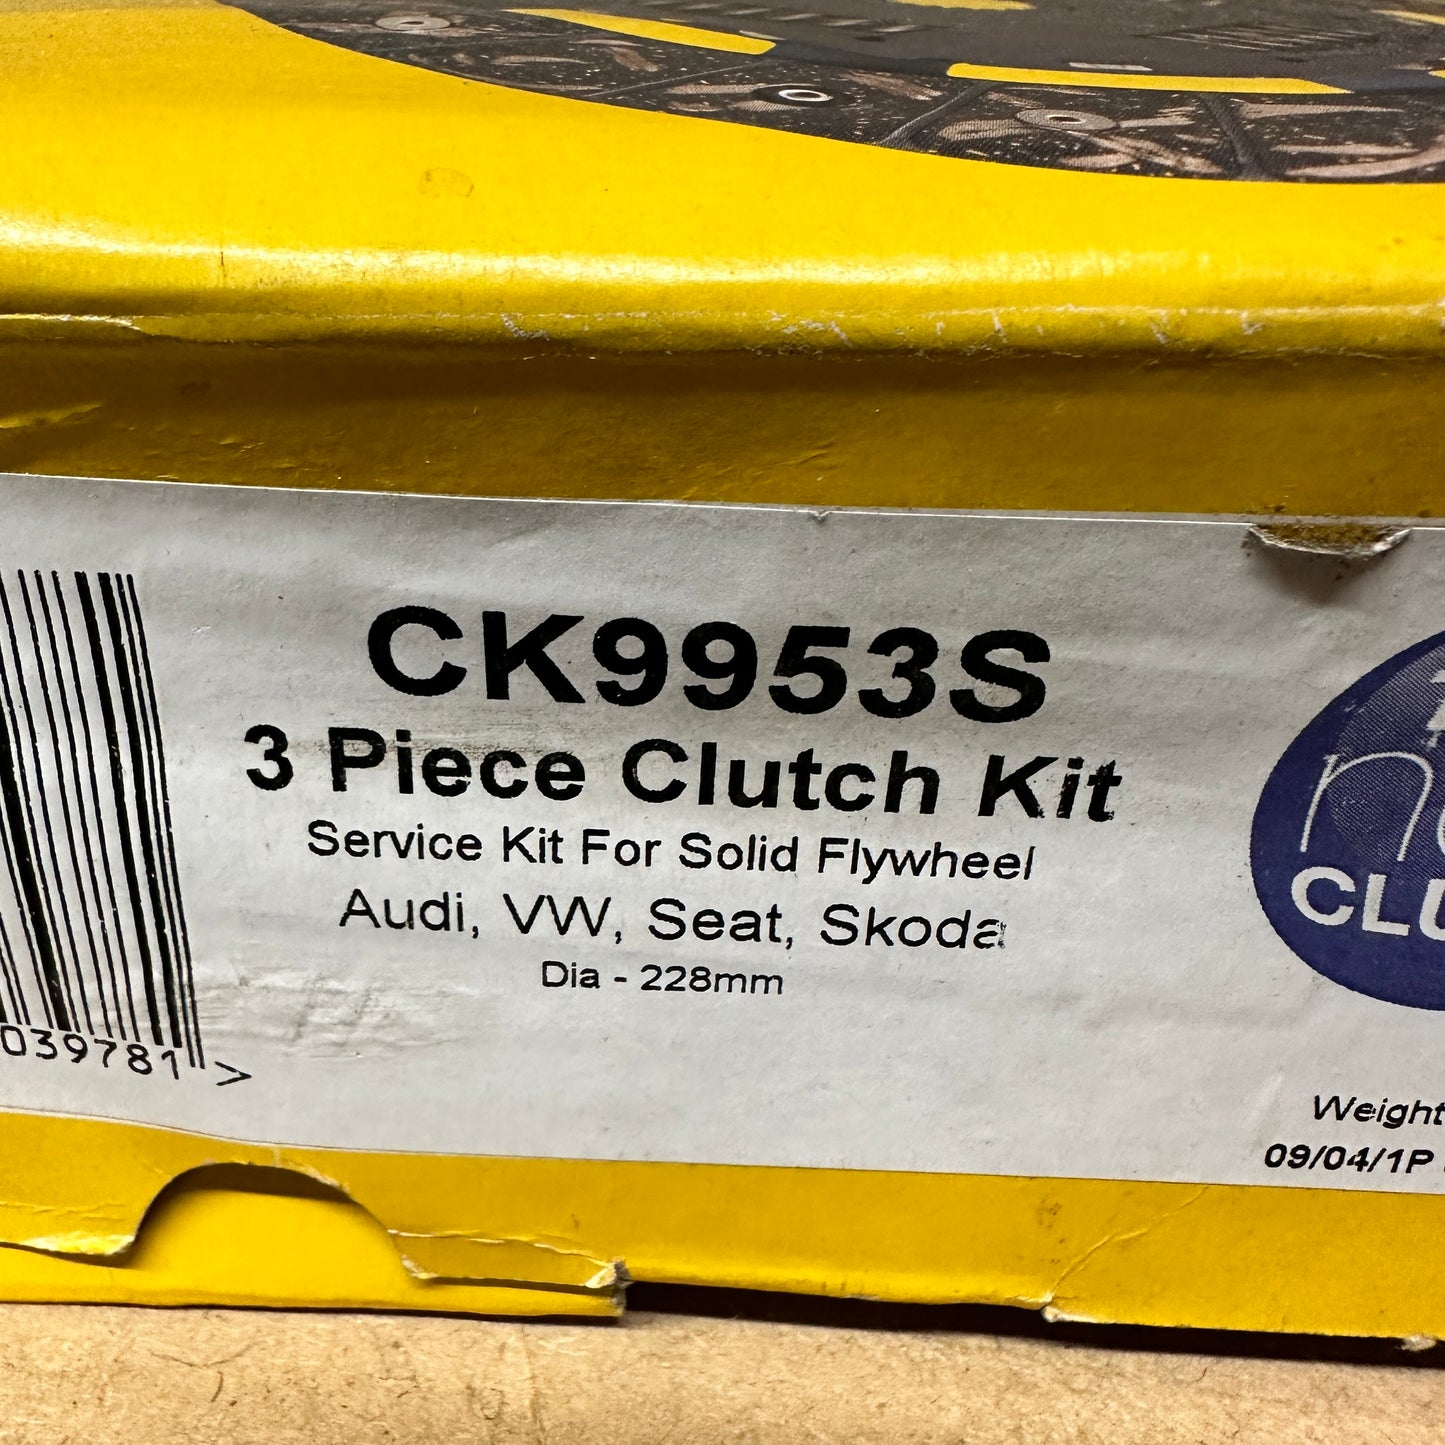 CK9953S
3 Piece Clutch Kit
Service Kit For Solid Flywheel
Audi, VW, Seat, Skoda
Dia - 228mm
039781 >
Weight
09/04/1P